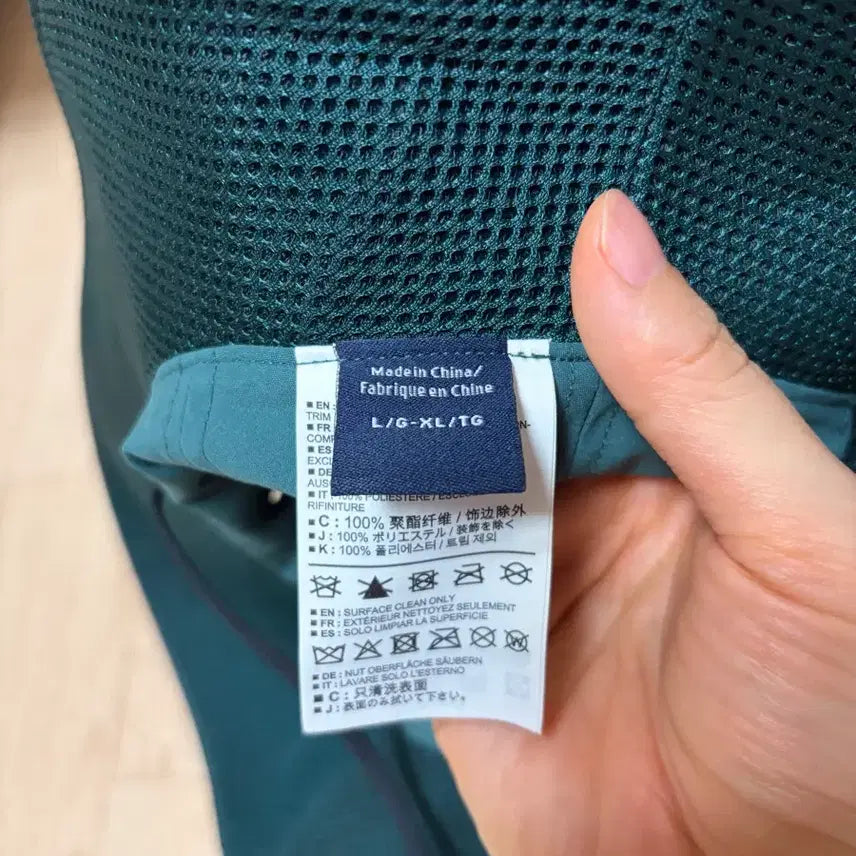 Made in China/
Fabrique en Chine
L/G-XL/TG
■ EN:
TRIM
■ FR:
COMP
■ ES
EXCL
■ DE
AUSG
■ IT: 100% POLIESTERE / ESCL
RIFINITURE
■ C: 100% 聚酯纤维 / 饰边除外
■ J: 100% ポリエステル / 装飾を除く
■ K: 100% 폴리에스터 / 트림 제외
■ EN: SURFACE CLEAN ONLY
■ FR: EXTÉRIEUR NETTOYEZ SEULEMENT
■ ES: SOLO LIMPIAR LA SUPERFICIE
■ DE: NUT OBERFLÄCHE SÄUBERN
■ IT: LAVARE SOLO L'ESTERNO
■ C: 只清洗表面
■ J: 表面のみ拭いて下さい。